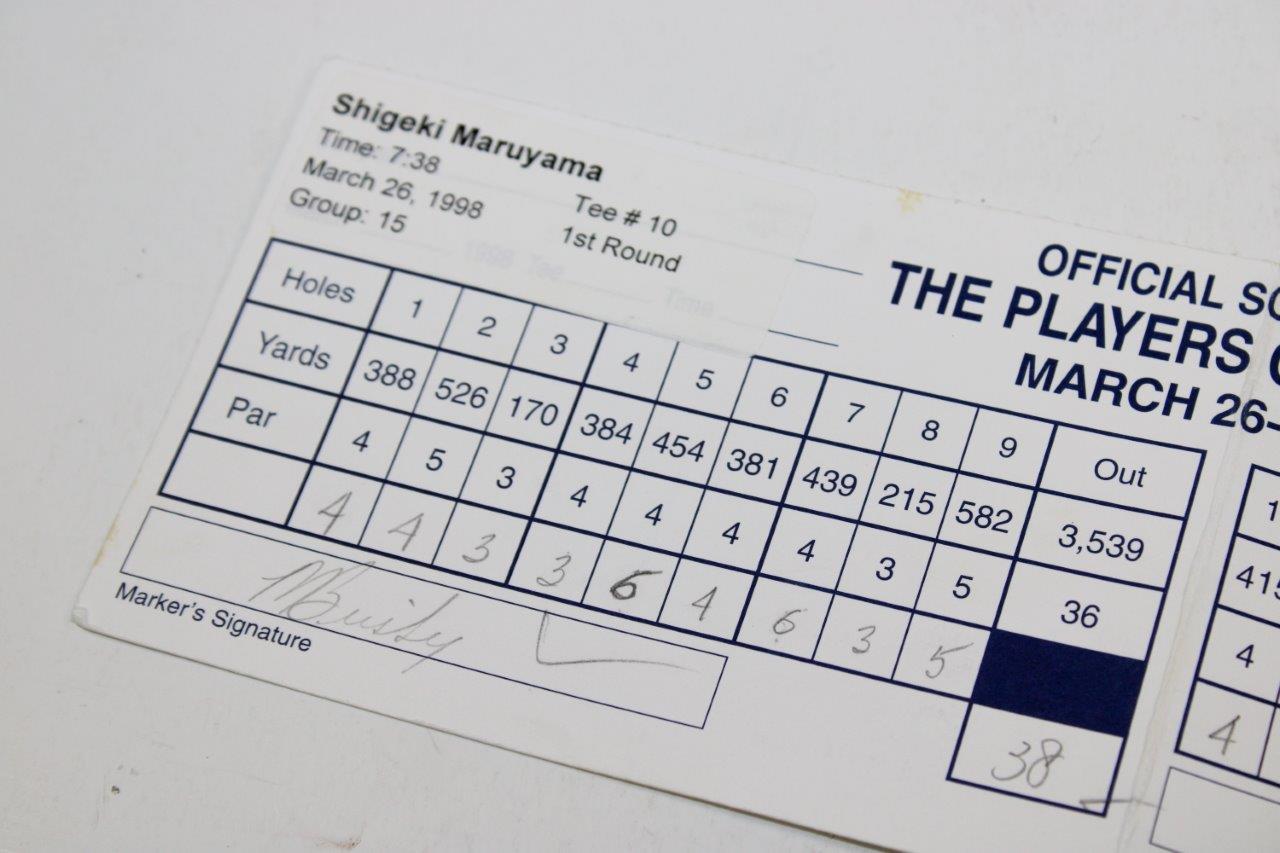 Shigeki Maruyama
Time: 7:38
March 26, 1998 Tee # 10
Group: 15 1st Round
OFFICIAL
THE PLAYERS
MARCH 26-
Holes 1 2 3 4 5 6 7 8 9 Out
Yards 388 526 170 384 454 381 439 215 582 3,539
Par 4 5 3 4 4 4 4 3 5 36
4 4 3 3 6 4 6 3 5
38
Marker's Signature
415
4
4